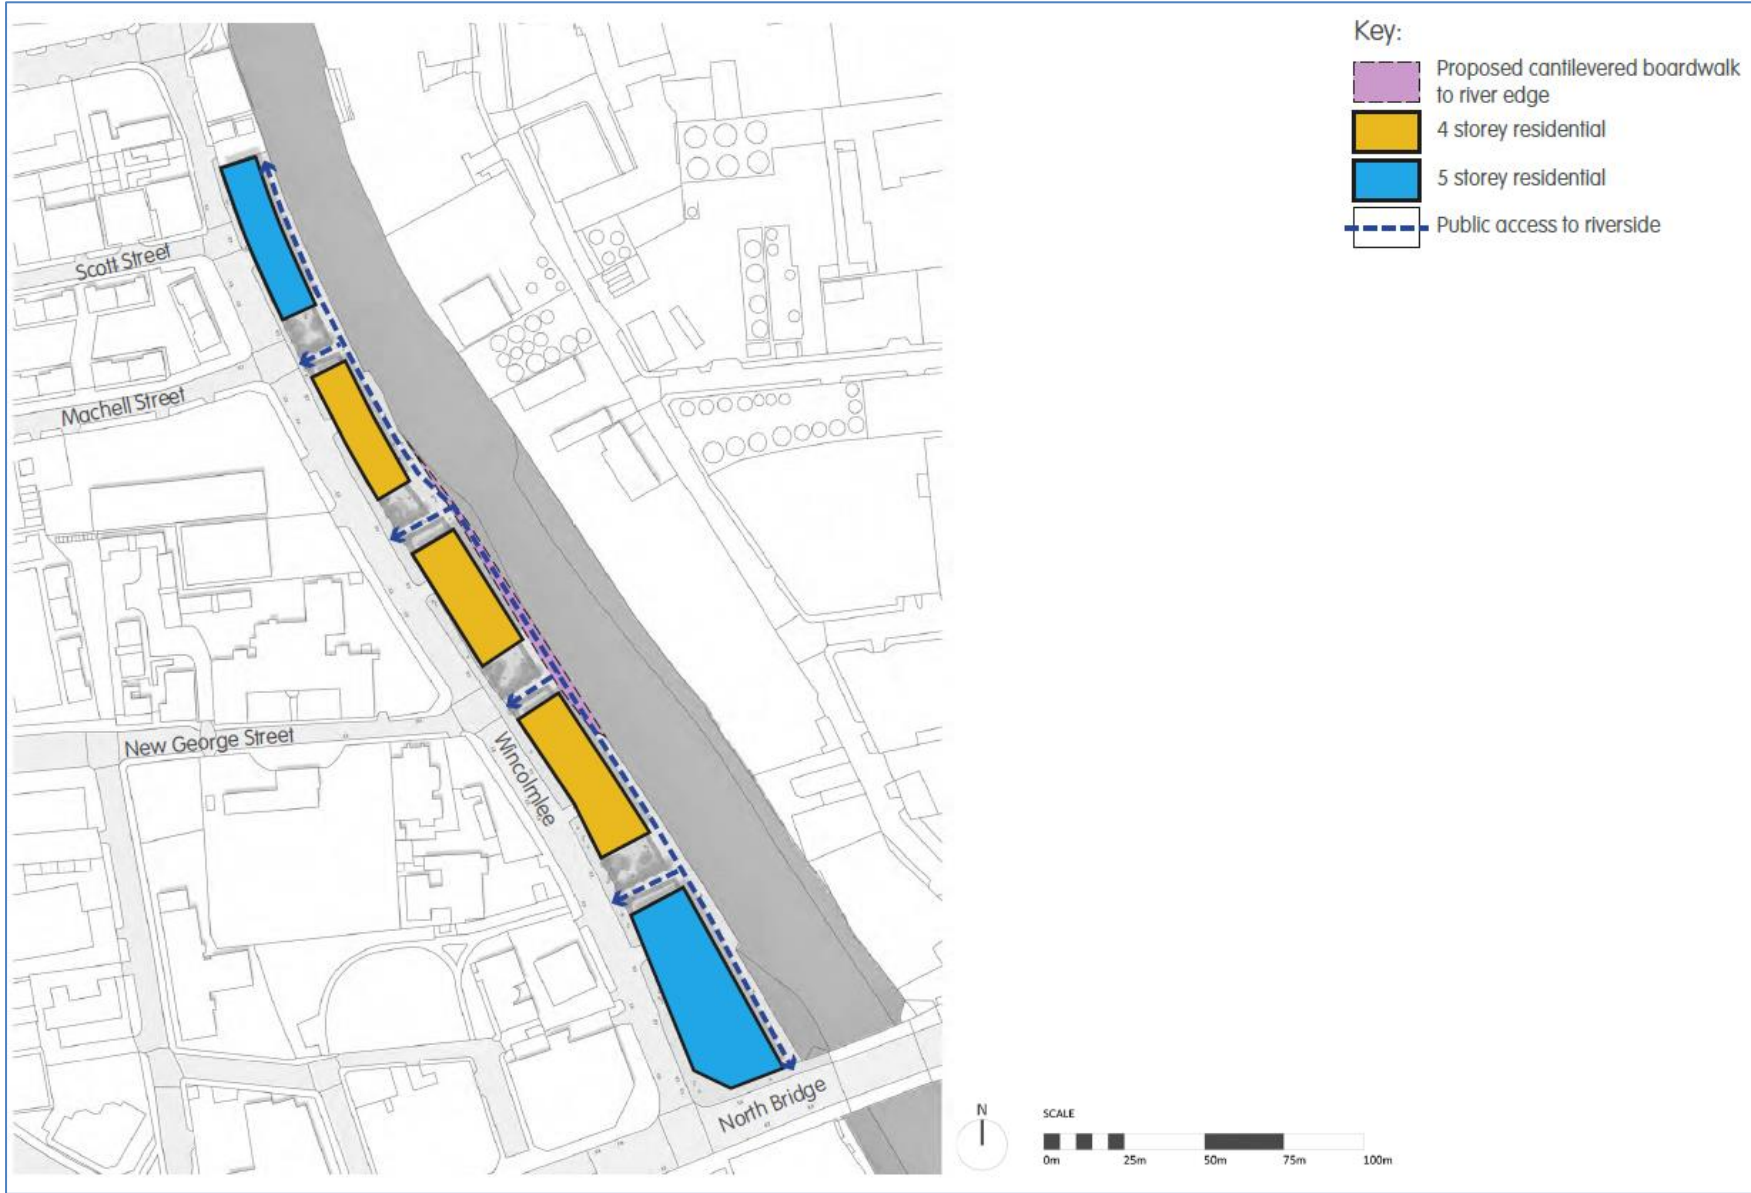 Key:
Proposed cantilevered boardwalk
to river edge
4 storey residential
5 storey residential
Public access to riverside
Scott Street
Machell Street
New George Street
Wincolmlee
North Bridge
N
SCALE
0m 25m 50m 75m 100m